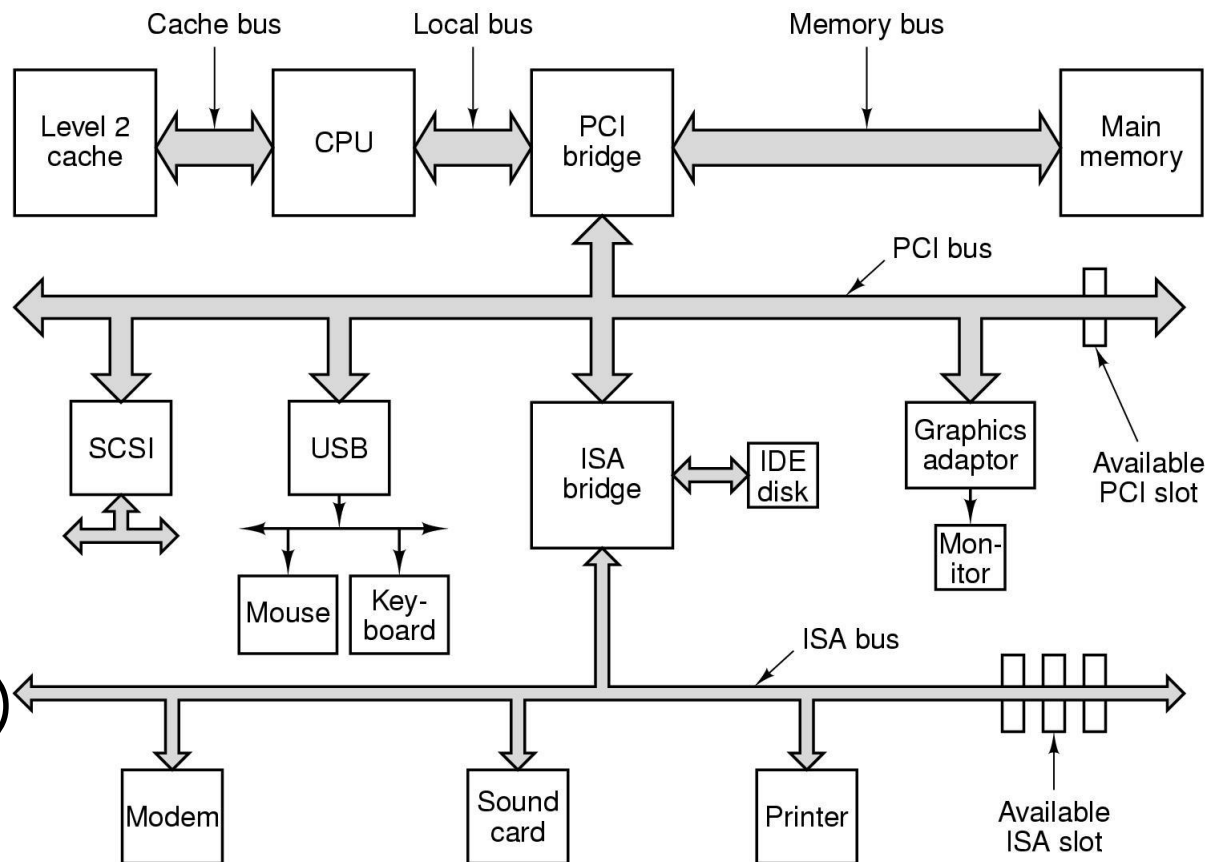 Cache bus
Local bus
Memory bus
Level 2
cache
CPU
PCI
bridge
Main
memory
PCI bus
SCSI
USB
ISA
bridge
IDE
disk
Graphics
adaptor
Available
PCI slot
Mon-
itor
Mouse
Key-
board
ISA bus
Modem
Sound
card
Printer
Available
ISA slot